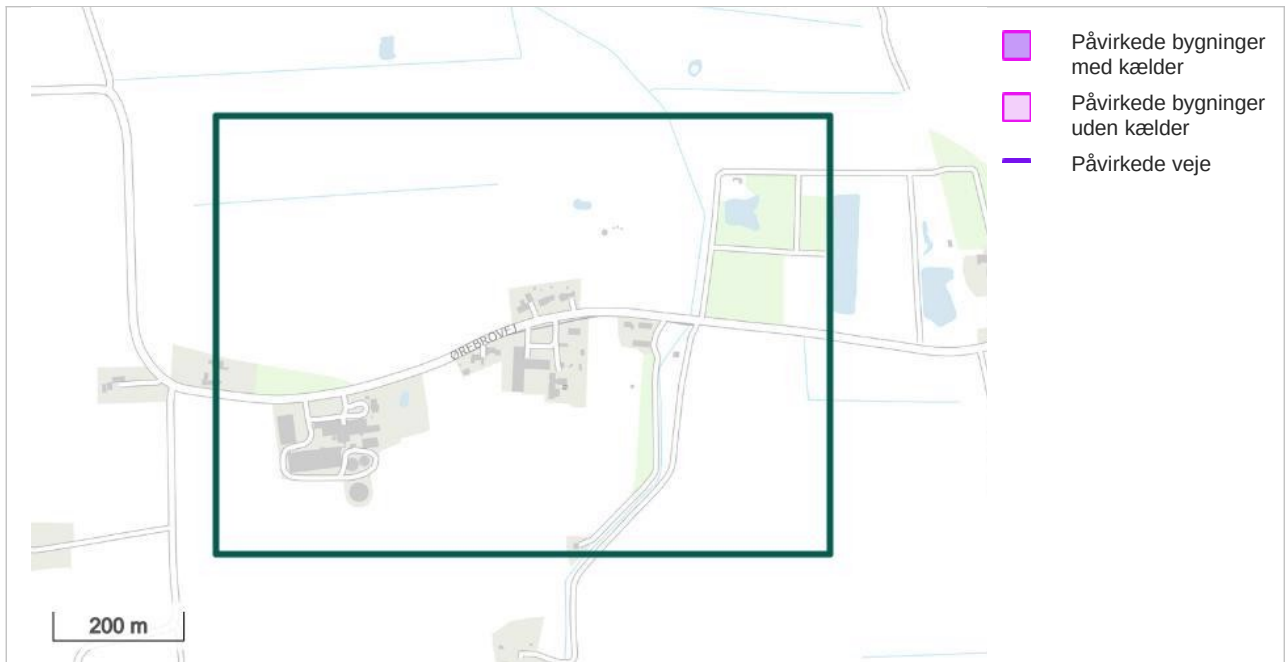 Påvirkede bygninger
med kælder
Påvirkede bygninger
uden kælder
Påvirkede veje
ØREBROVEJ
200 m